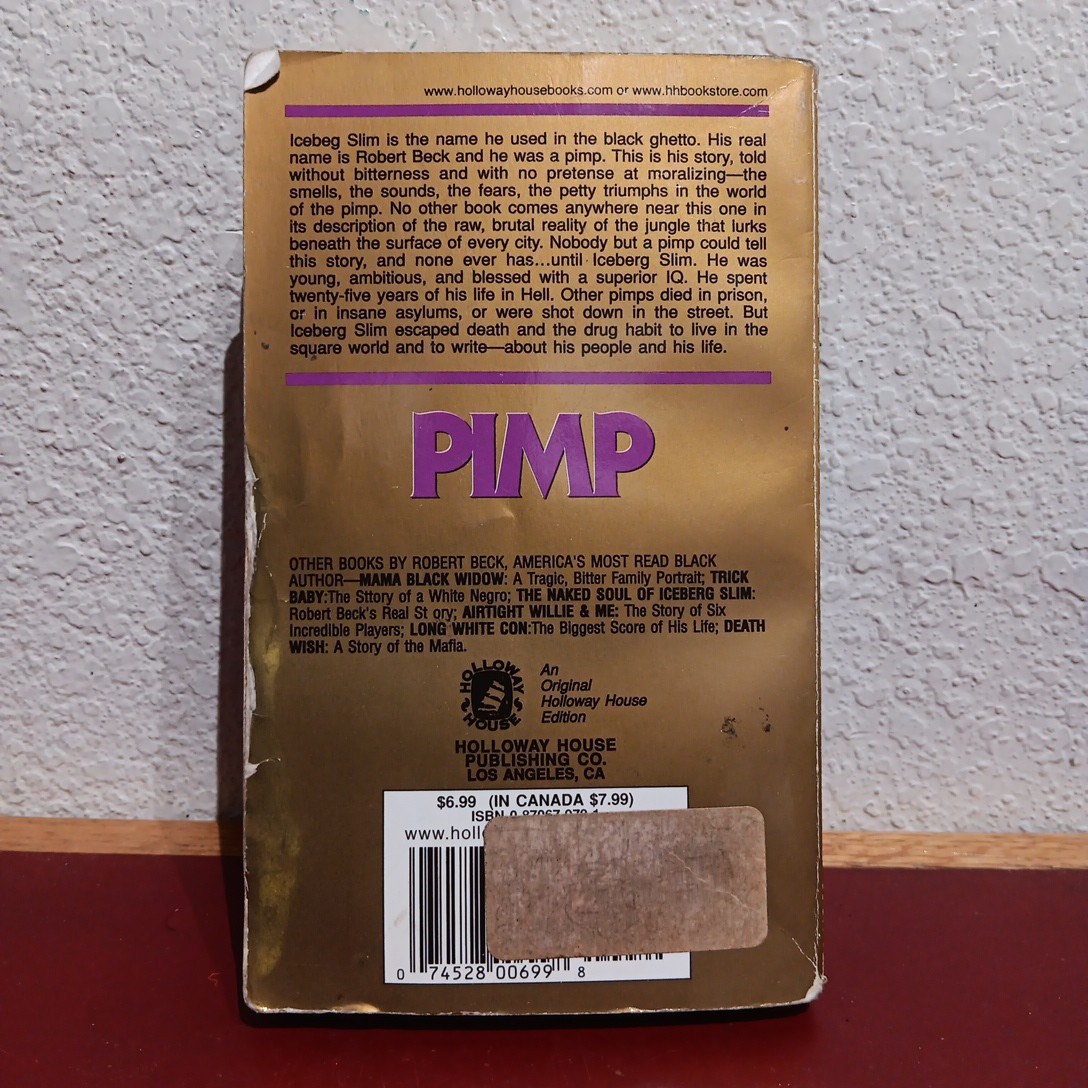 www.hollowayhousebooks.com or www.hhbookstore.com
Icebeg Slim is the name he used in the black ghetto. His real
name is Robert Beck and he was a pimp. This is his story, told
without bitterness and with no pretense at moralizing—the
smells, the sounds, the fears, the petty triumphs in the world
of the pimp. No other book comes anywhere near this one in
its description of the raw, brutal reality of the jungle that lurks
beneath the surface of every city. Nobody but a pimp could tell
this story, and none ever has...until Iceberg Slim. He was
young, ambitious, and blessed with a superior IQ. He spent
twenty-five years of his life in Hell. Other pimps died in prison,
or in insane asylums, or were shot down in the street. But
Iceberg Slim escaped death and the drug habit to live in the
square world and to write—about his people and his life.
PIMP
OTHER BOOKS BY ROBERT BECK, AMERICA'S MOST READ BLACK
AUTHOR—MAMA BLACK WIDOW: A Tragic, Bitter Family Portrait; TRICK
BABY:The Sttory of a White Negro; THE NAKED SOUL OF ICEBERG SLIM:
Robert Beck's Real St ory; AIRTIGHT WILLIE & ME: The Story of Six
Incredible Players; LONG WHITE CON:The Biggest Score of His Life; DEATH
WISH: A Story of the Mafia.
HOLLOWAY HOUSE
An
Original
Holloway House
Edition
HOLLOWAY HOUSE
PUBLISHING CO.
LOS ANGELES, CA
$6.99 (IN CANADA $7.99)
ISBN
www.holl
0 74528 00699 8